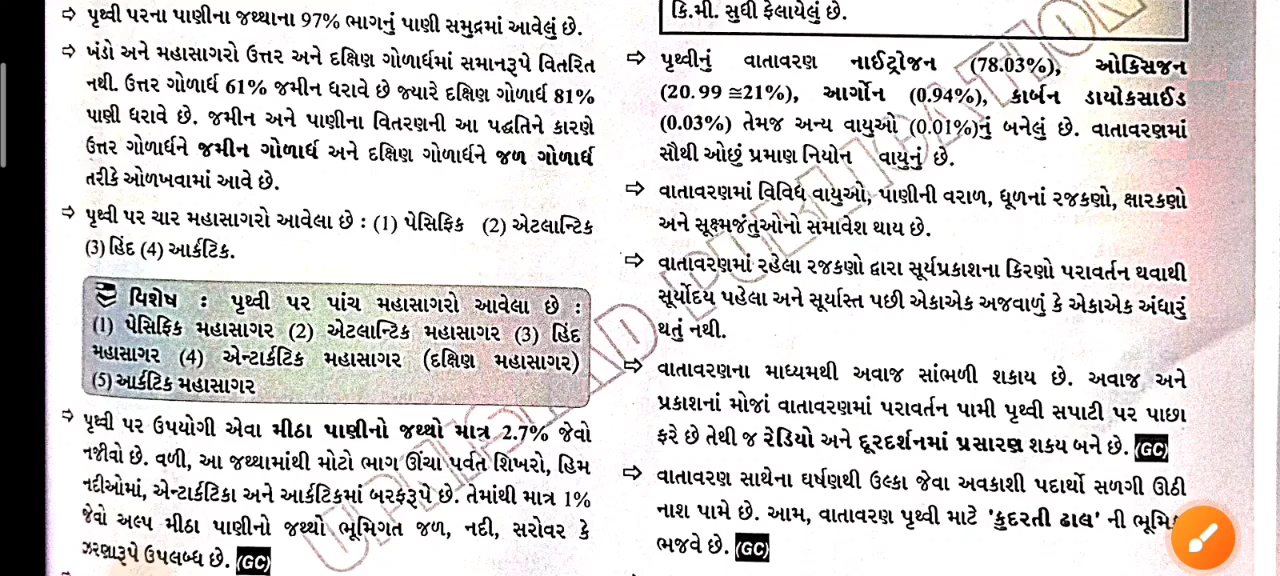 ⇨ પૃથ્વી પરના પાણીના જથ્થાના 97% ભાગનું પાણી સમુદ્રમાં આવેલું છે.
⇨ ખંડો અને મહાસાગરો ઉત્તર અને દક્ષિણ ગોળાર્ધમાં સમાનરૂપે વિતરિત
નથી. ઉત્તર ગોળાર્ધ 61% જમીન ધરાવે છે જ્યારે દક્ષિણ ગોળાર્ધ 81%
પાણી ધરાવે છે. જમીન અને પાણીના વિતરણની આ પદ્ધતિને કારણે
ઉત્તર ગોળાર્ધને જમીન ગોળાર્ધ અને દક્ષિણ ગોળાર્ધને જળ ગોળાર્ધ
તરીકે ઓળખવામાં આવે છે.
⇨ પૃથ્વી પર ચાર મહાસાગરો આવેલા છે : (1) પેસિફિક (2) એટલાન્ટિક
(3) હિંદ (4) આર્કટિક.
વિશેષ : પૃથ્વી પર પાંચ મહાસાગરો આવેલા છે :
(1) પેસિફિક મહાસાગર (2) એટલાન્ટિક મહાસાગર (3) હિંદ
મહાસાગર (4) એન્ટાર્કટિક મહાસાગર (દક્ષિણ મહાસાગર)
(5) આર્કટિક મહાસાગર
⇨ પૃથ્વી પર ઉપયોગી એવા મીઠા પાણીનો જથ્થો માત્ર 2.7% જેવો
નજીવો છે. વળી, આ જથ્થામાંથી મોટો ભાગ ઊંચા પર્વત શિખરો, હિમ
નદીઓમાં, એન્ટાર્કટિકા અને આર્કટિકમાં બરફરૂપે છે. તેમાંથી માત્ર 1%
જેવો અલ્પ મીઠા પાણીનો જથ્થો ભૂમિગત જળ, નદી, સરોવર કે
ઝરણારૂપે ઉપલબ્ધ છે. (GC)
કિ.મી. સુધી ફેલાયેલું છે.
⇨ પૃથ્વીનું વાતાવરણ નાઈટ્રોજન (78.03%), ઓક્સિજન
(20.99 ≅21%), આર્ગોન (0.94%), કાર્બન ડાયોકસાઈડ
(0.03%) તેમજ અન્ય વાયુઓ (0.01%)નું બનેલું છે. વાતાવરણમાં
સૌથી ઓછું પ્રમાણ નિયોન વાયુનું છે.
⇨ વાતાવરણમાં વિવિધ વાયુઓ, પાણીની વરાળ, ધૂળનાં રજકણો, ક્ષારકણો
અને સૂક્ષ્મજંતુઓનો સમાવેશ થાય છે.
⇨ વાતાવરણમાં રહેલા રજકણો દ્વારા સૂર્યપ્રકાશના કિરણો પરાવર્તન થવાથી
સૂર્યોદય પહેલા અને સૂર્યાસ્ત પછી એકાએક અજવાળું કે એકાએક અંધારું
થતું નથી.
⇨ વાતાવરણના માધ્યમથી અવાજ સાંભળી શકાય છે. અવાજ અને
પ્રકાશનાં મોજાં વાતાવરણમાં પરાવર્તન પામી પૃથ્વી સપાટી પર પાછા
ફરે છે તેથી જ રેડિયો અને દૂરદર્શનમાં પ્રસારણ શકય બને છે. (GC)
⇨ વાતાવરણ સાથેના ઘર્ષણથી ઉલ્કા જેવા અવકાશી પદાર્થો સળગી ઊઠી
નાશ પામે છે. આમ, વાતાવરણ પૃથ્વી માટે 'કુદરતી ઢાલ' ની
ભજવે છે. (GC)